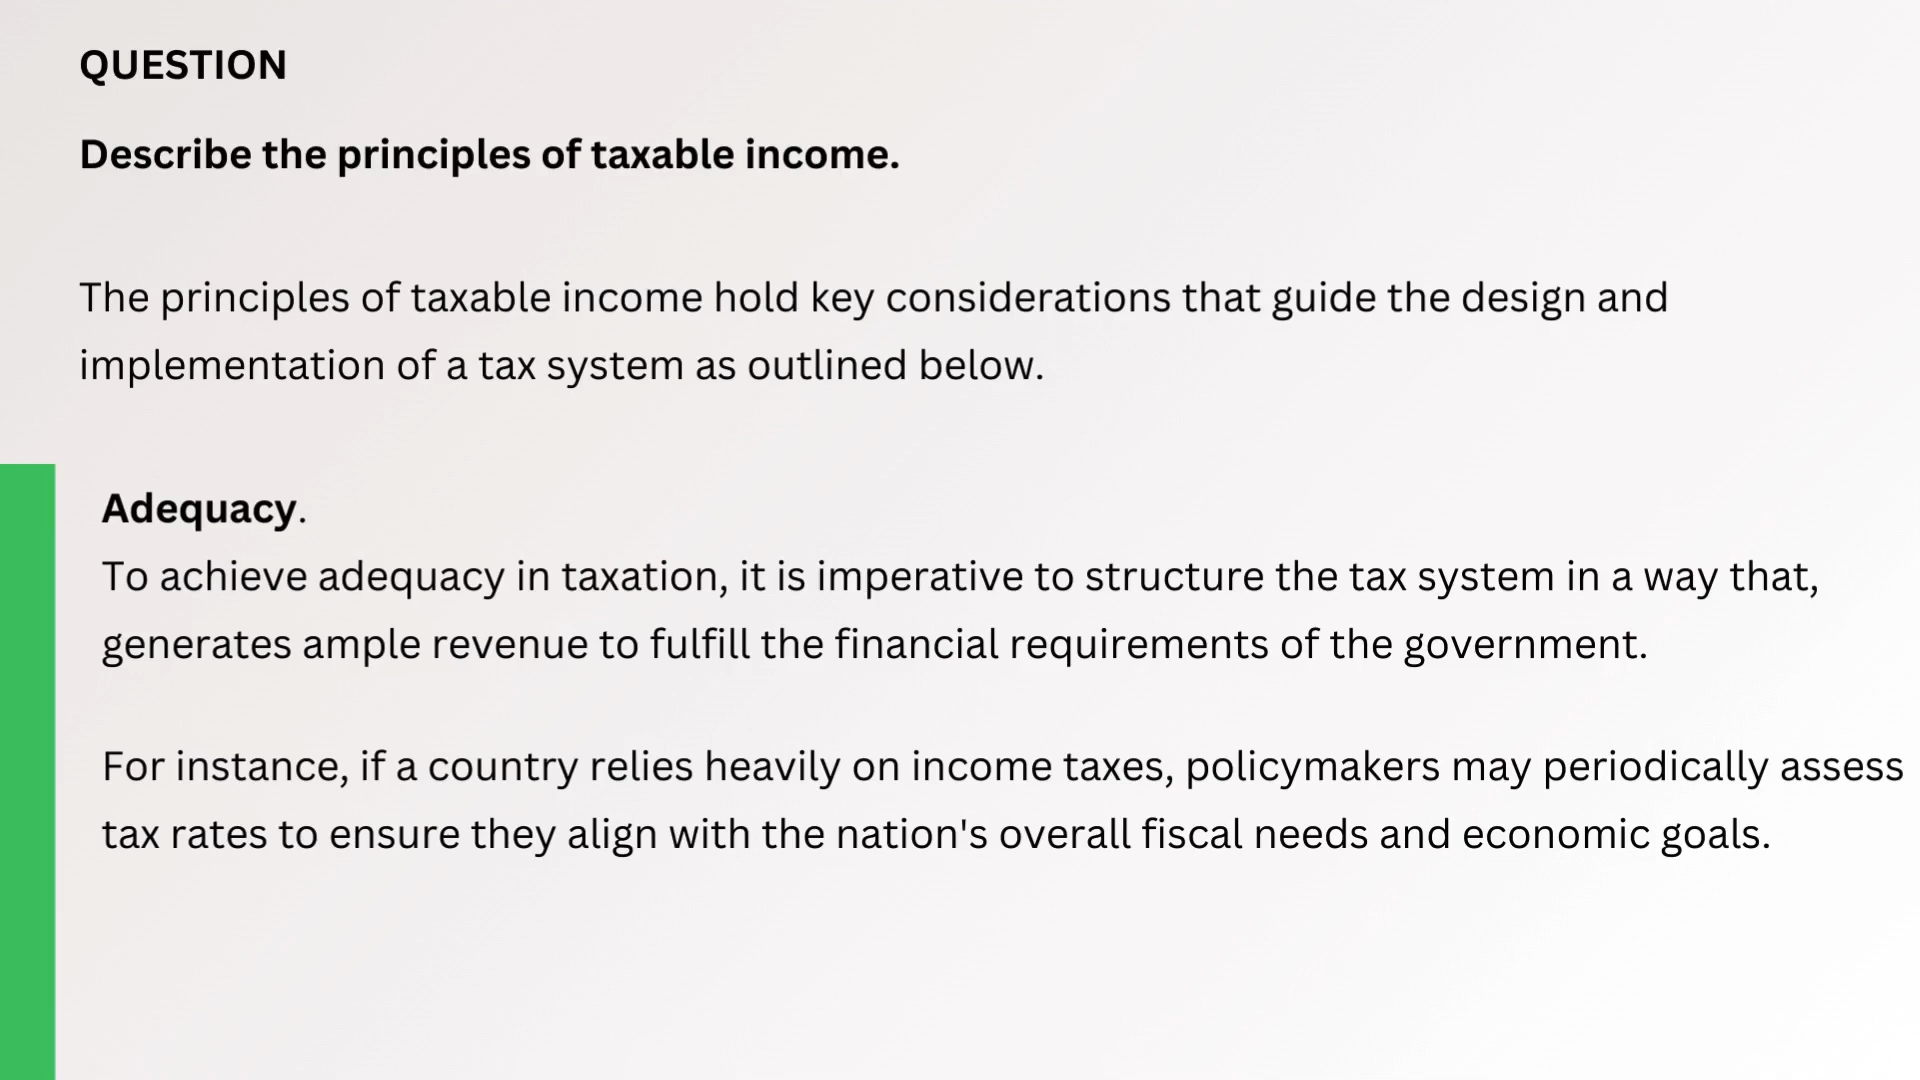 QUESTION
Describe the principles of taxable income.
The principles of taxable income hold key considerations that guide the design and
implementation of a tax system as outlined below.
Adequacy.
To achieve adequacy in taxation, it is imperative to structure the tax system in a way that,
generates ample revenue to fulfill the financial requirements of the government.
For instance, if a country relies heavily on income taxes, policymakers may periodically assess
tax rates to ensure they align with the nation's overall fiscal needs and economic goals.